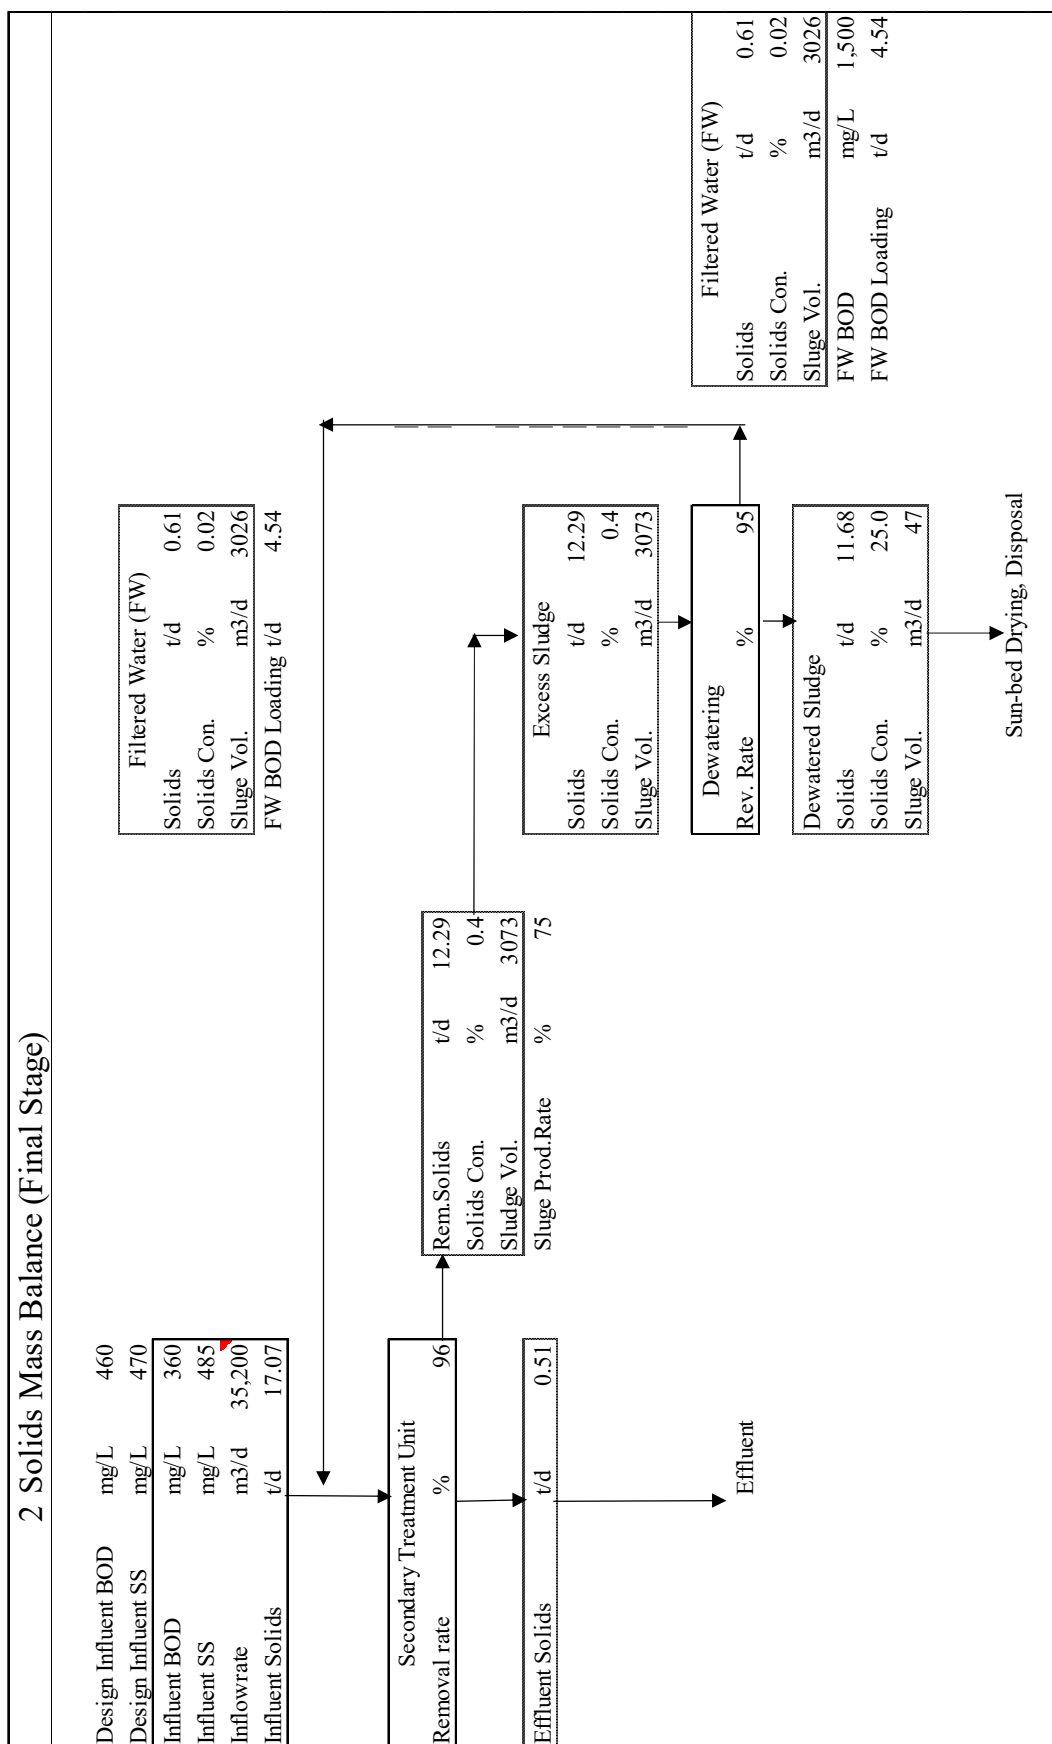 2 Solids Mass Balance (Final Stage)
Design Influent BOD mg/L 460
Design Influent SS mg/L 470
Influent BOD mg/L 360
Influent SS mg/L 485
Inflowrate m3/d 35,200
Influent Solids t/d 17.07
Filtered Water (FW)
Solids t/d 0.61
Solids Con. % 0.02
Sluge Vol. m3/d 3026
FW BOD Loading t/d 4.54
Secondary Treatment Unit
Removal rate % 96
Effluent Solids t/d 0.51
Effluent
Rem.Solids t/d 12.29
Solids Con. % 0.4
Sludge Vol. m3/d 3073
Sluge Prod.Rate % 75
Excess Sludge
Solids t/d 12.29
Solids Con. % 0.4
Sluge Vol. m3/d 3073
Dewatering
Rev. Rate % 95
Dewatered Sludge
Solids t/d 11.68
Solids Con. % 25.0
Sluge Vol. m3/d 47
Sun-bed Drying, Disposal
Filtered Water (FW)
Solids t/d 0.61
Solids Con. % 0.02
Sluge Vol. m3/d 3026
FW BOD mg/L 1,500
FW BOD Loading t/d 4.54